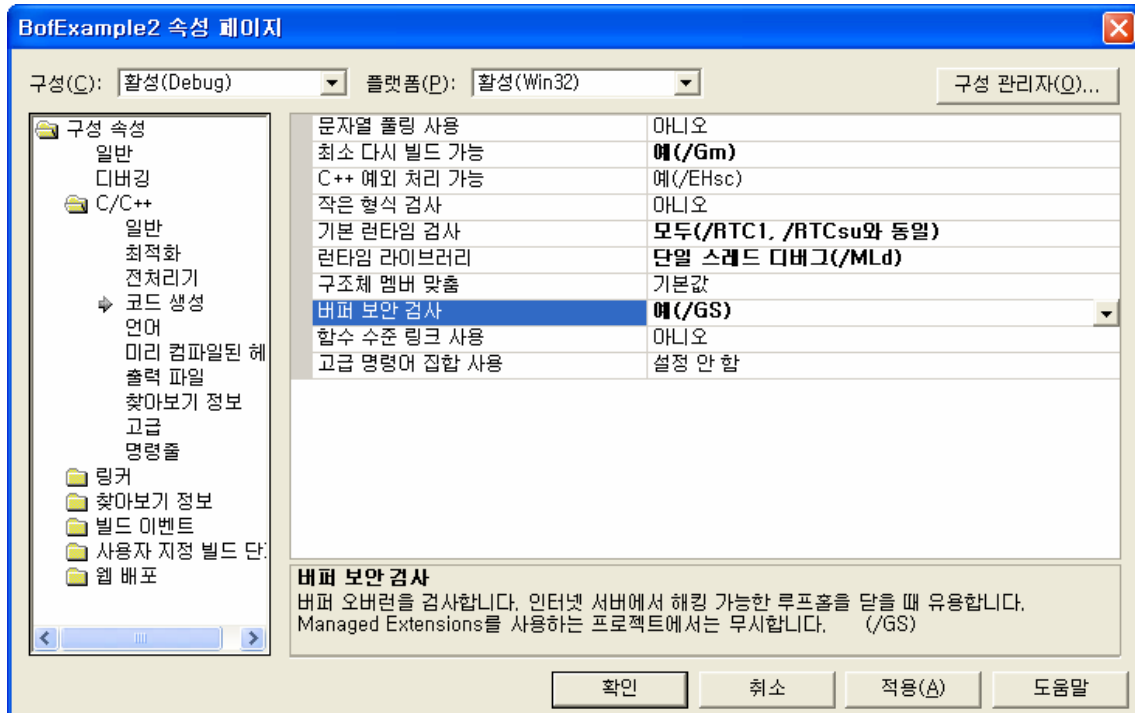 BofExample2 속성 페이지
구성(C): 활성(Debug) 플랫폼(P): 활성(Win32) 구성 관리자(O)...
구성 속성
일반
디버깅
C/C++
일반
최적화
전처리기
코드 생성
언어
미리 컴파일된 헤
출력 파일
찾아보기 정보
고급
명령줄
링커
찾아보기 정보
빌드 이벤트
사용자 지정 빌드 단
웹 배포
문자열 풀링 사용 아니오
최소 다시 빌드 가능 예(/Gm)
C++ 예외 처리 가능 예(/EHsc)
작은 형식 검사 아니오
기본 런타임 검사 모두(/RTC1, /RTCsu와 동일)
런타임 라이브러리 단일 스레드 디버그(/MLd)
구조체 멤버 맞춤 기본값
버퍼 보안 검사 예(/GS)
함수 수준 링크 사용 아니오
고급 명령어 집합 사용 설정 안 함
버퍼 보안 검사
버퍼 오버런을 검사합니다. 인터넷 서버에서 해킹 가능한 루프홀을 닫을 때 유용합니다.
Managed Extensions를 사용하는 프로젝트에서는 무시합니다. (/GS)
확인 취소 적용(A) 도움말